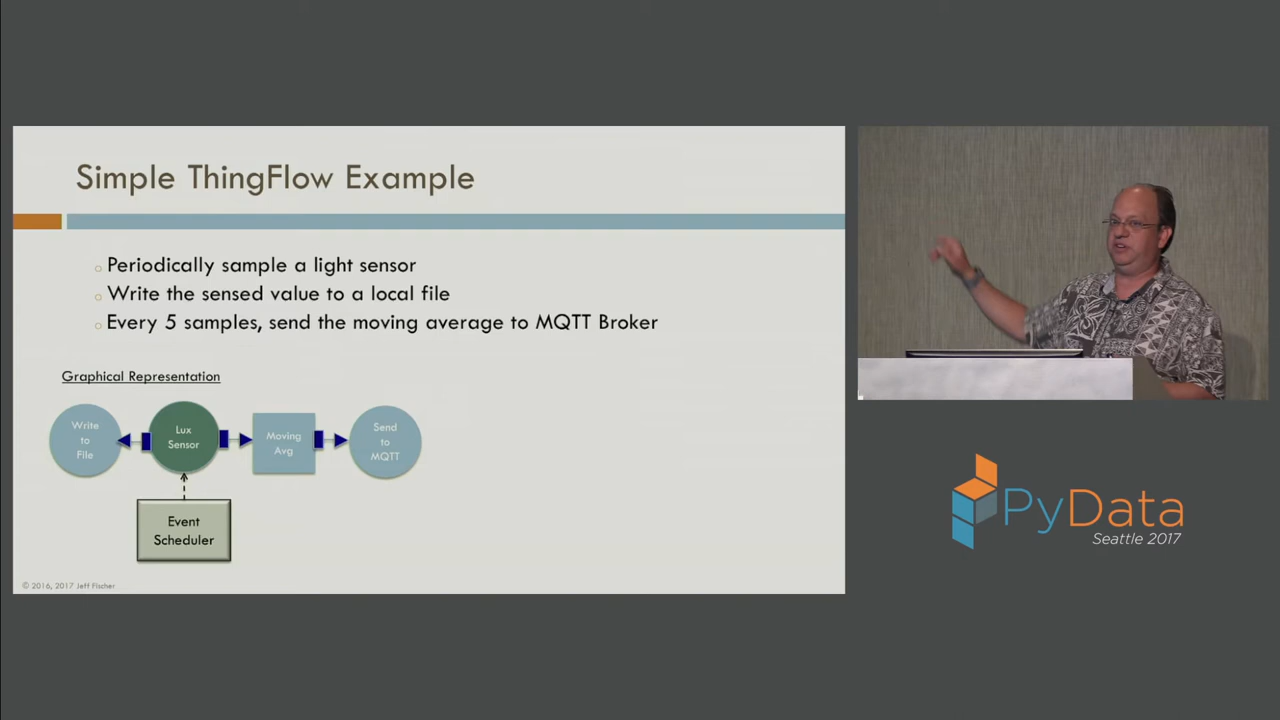 Simple ThingFlow Example
Periodically sample a light sensor
Write the sensed value to a local file
Every 5 samples, send the moving average to MQTT Broker
Graphical Representation
Write
to
File
Lux
Sensor
Moving
Avg
Send
to
MQTT
Event
Scheduler
© 2016, 2017 Jeff Fischer
PyData
Seattle 2017